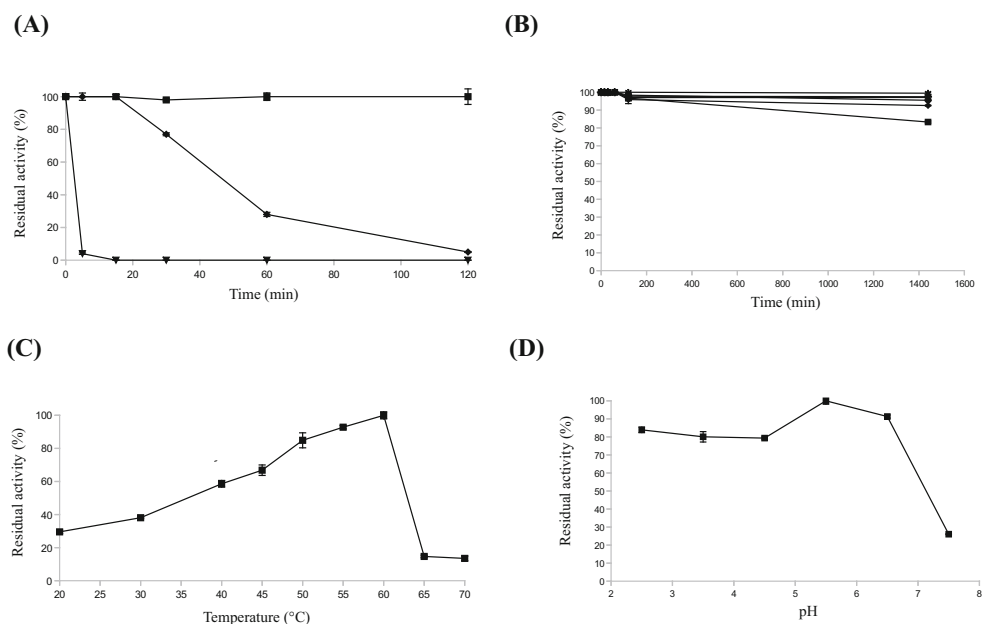 (A)
Residual activity (%)
100
80
60
40
20
0
0 20 40 60 80 100 120
Time (min)
(B)
Residual activity (%)
100
90
80
70
60
50
40
30
20
10
0
0 200 400 600 800 1000 1200 1400 1600
Time (min)
(C)
Residual activity (%)
100
80
60
40
20
0
20 25 30 35 40 45 50 55 60 65 70
Temperature (°C)
(D)
Residual activity (%)
100
90
80
70
60
50
40
30
20
10
0
2 3 4 5 6 7 8
pH